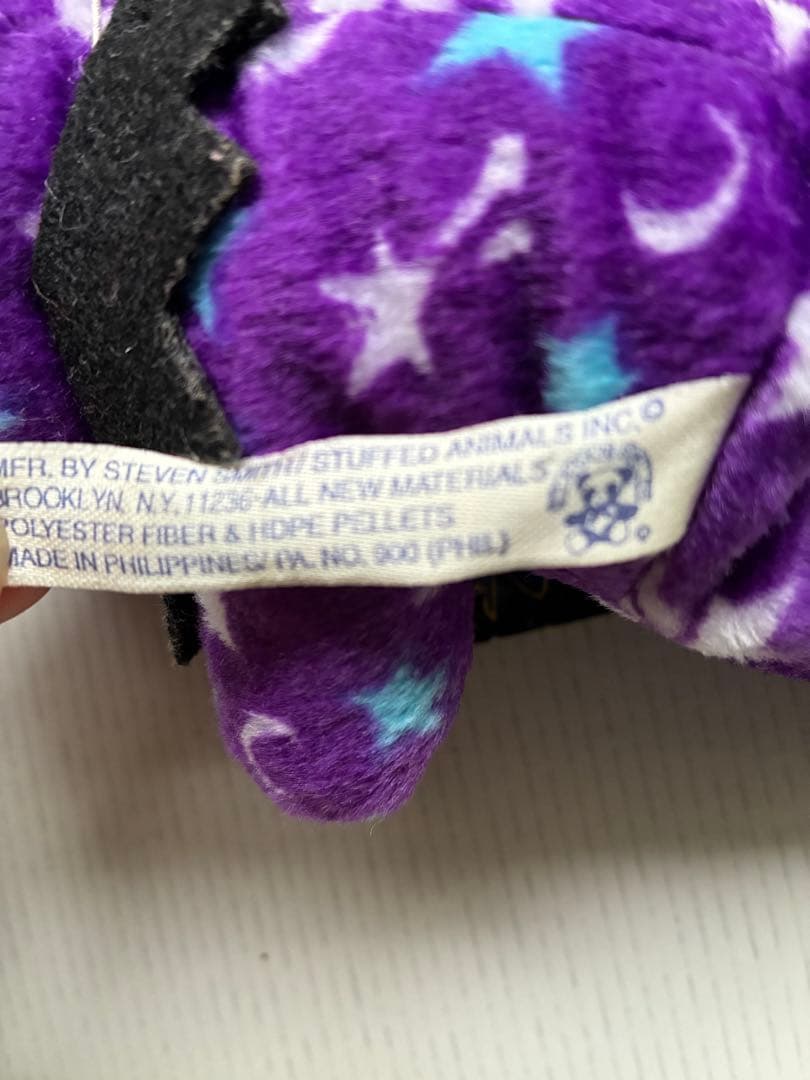 MFR. BY STEVEN SMITH/ STUFFED ANIMALS INC.©
BROOKLYN, N.Y. 11236 ALL NEW MATERIALS
POLYESTER FIBER & HDPE PELLETS
MADE IN PHILIPPINES/ PA. NO. 900 (PHIL)